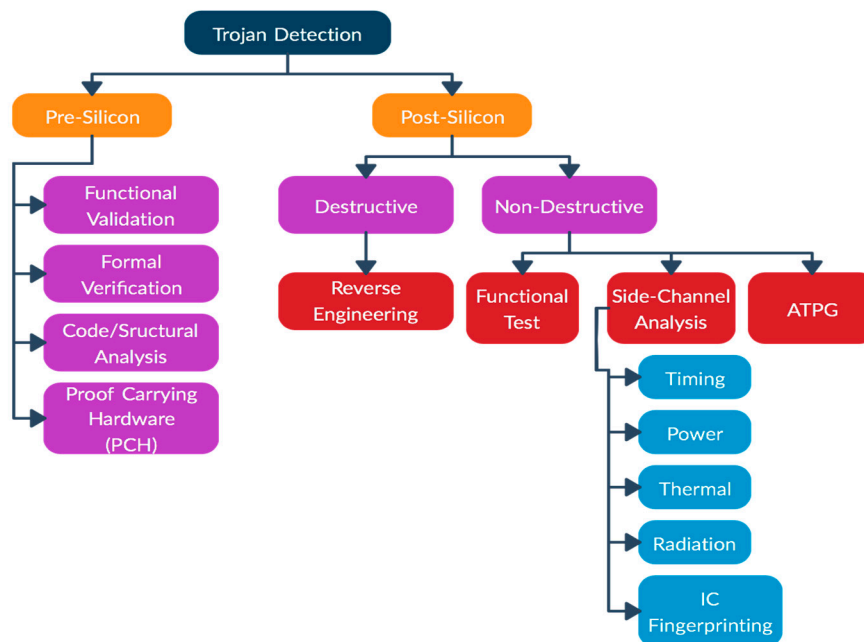 Trojan Detection
Pre-Silicon
Post-Silicon
Functional
Validation
Formal
Verification
Code/Sructural
Analysis
Proof Carrying
Hardware
(PCH)
Destructive
Non-Destructive
Reverse
Engineering
Functional
Test
Side-Channel
Analysis
ATPG
Timing
Power
Thermal
Radiation
IC
Fingerprinting